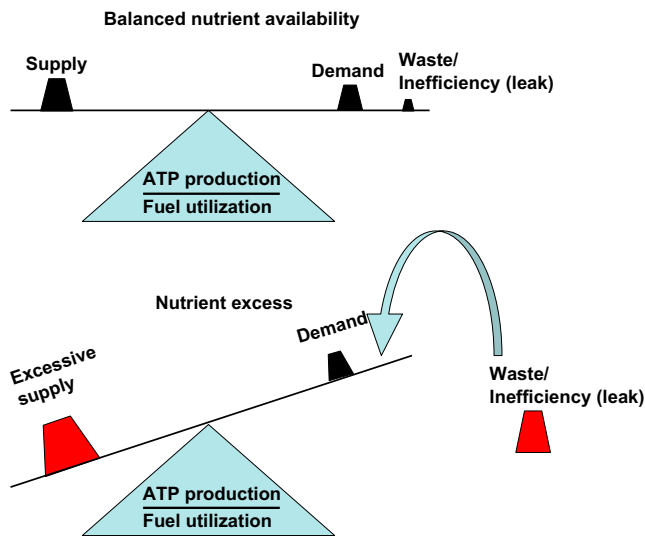 Balanced nutrient availability
Supply
Demand
Waste/
Inefficiency (leak)
ATP production
Fuel utilization
Nutrient excess
Demand
Excessive
supply
Waste/
Inefficiency (leak)
ATP production
Fuel utilization